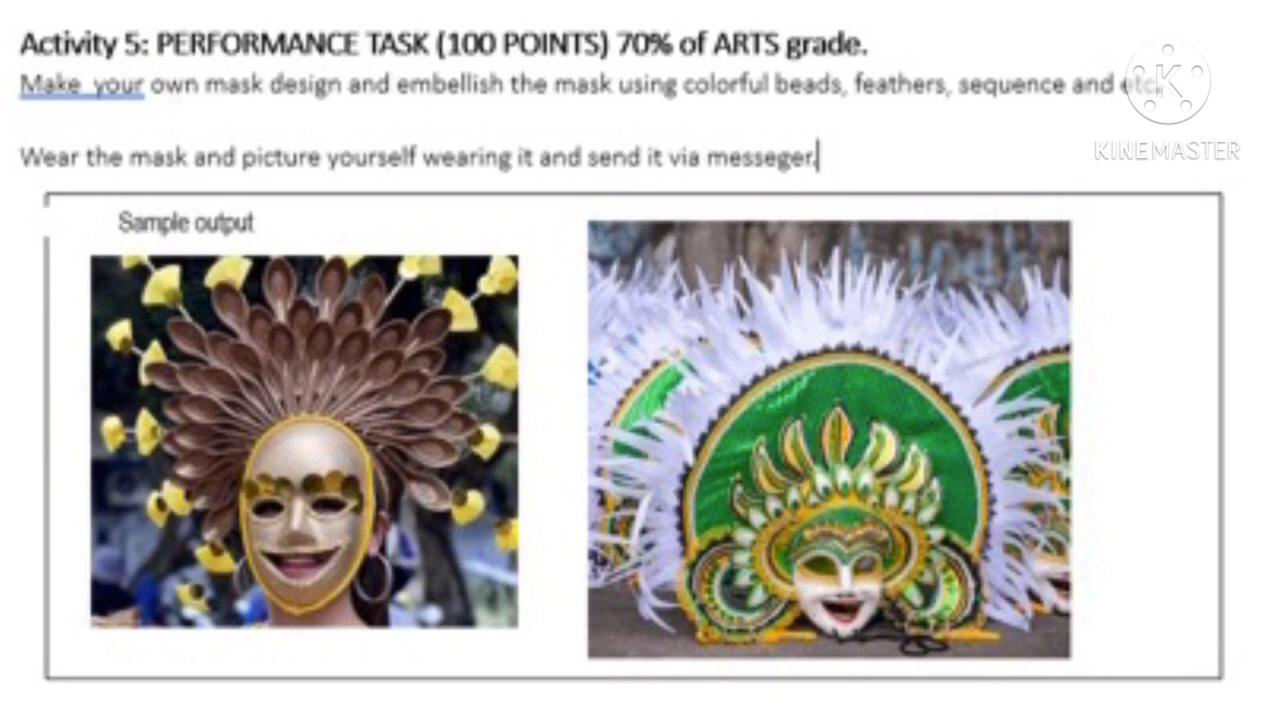 Activity 5: PERFORMANCE TASK (100 POINTS) 70% of ARTS grade.
Make your own mask design and embellish the mask using colorful beads, feathers, sequence and etc.
K
KINEMASTER
Wear the mask and picture yourself wearing it and send it via messeger.
Sample output